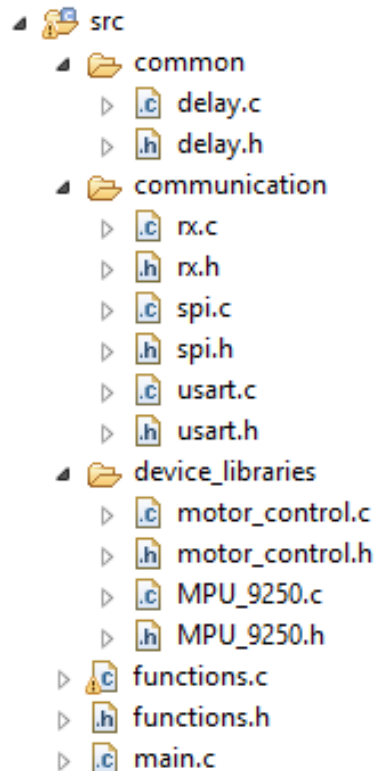 src
common
delay.c
delay.h
communication
rx.c
rx.h
spi.c
spi.h
usart.c
usart.h
device_libraries
motor_control.c
motor_control.h
MPU_9250.c
MPU_9250.h
functions.c
functions.h
main.c